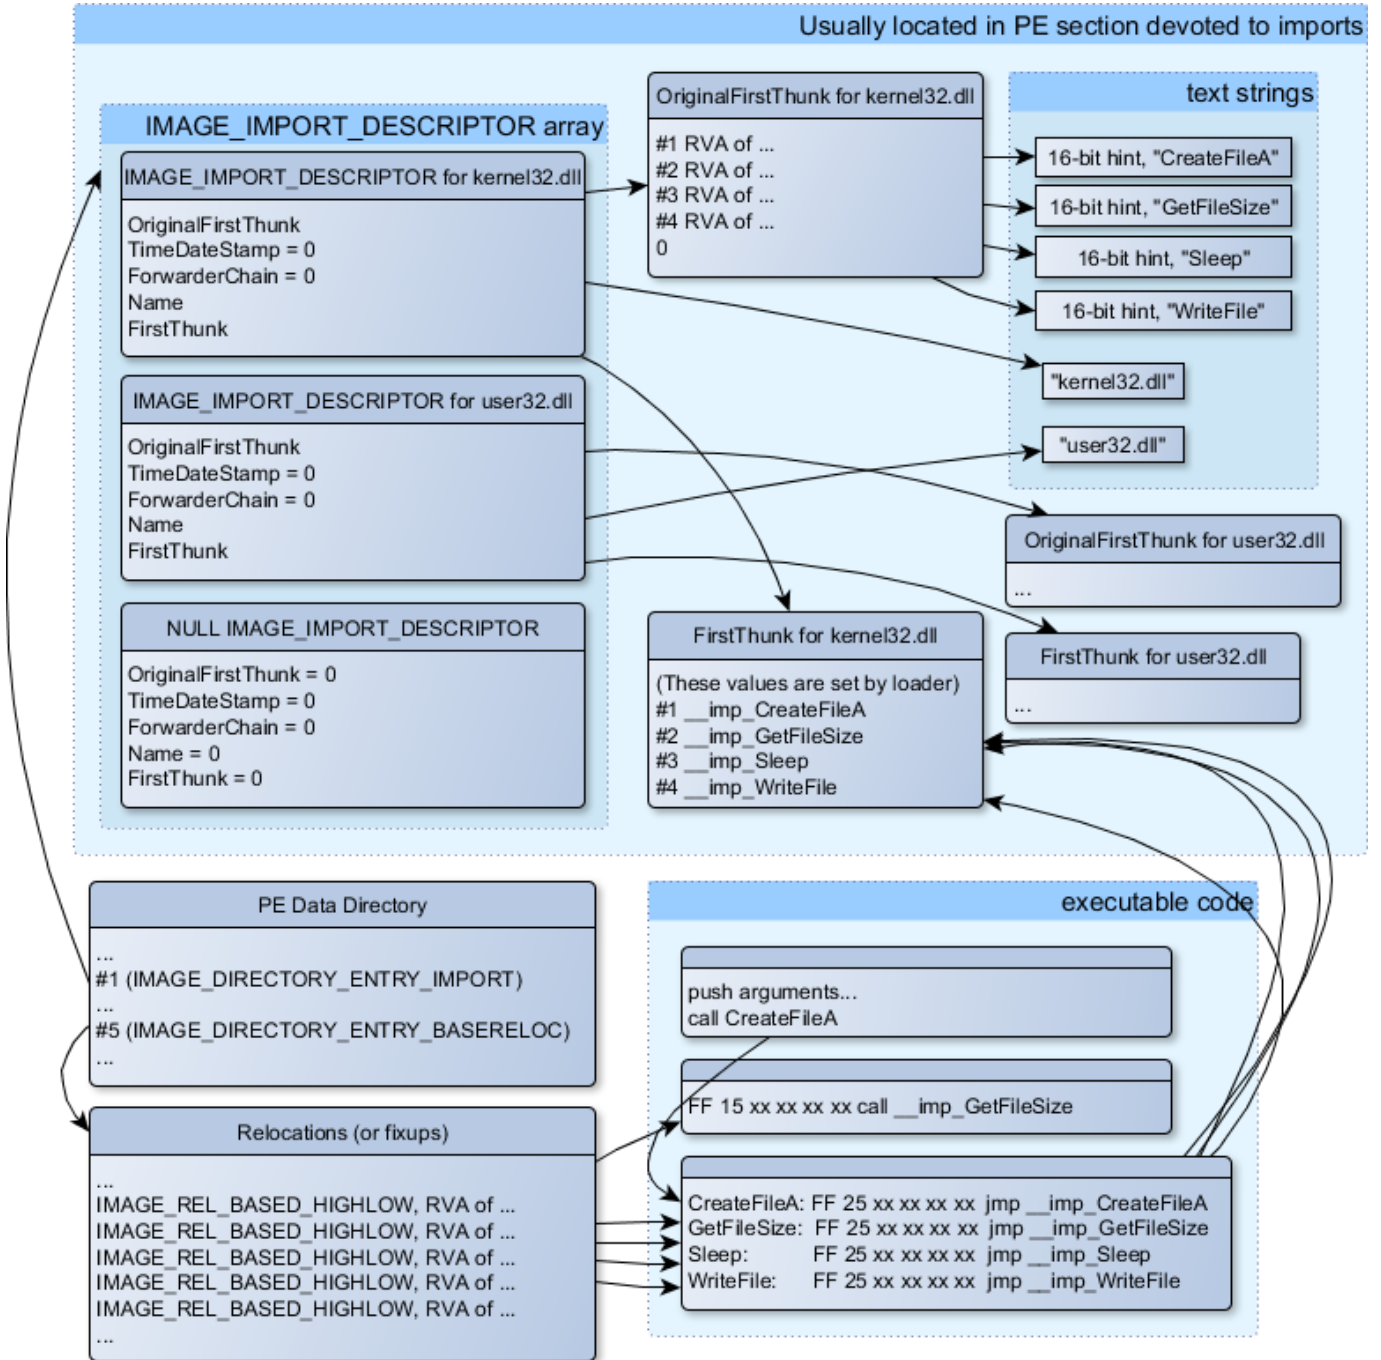 Usually located in PE section devoted to imports
IMAGE_IMPORT_DESCRIPTOR array
IMAGE_IMPORT_DESCRIPTOR for kernel32.dll
OriginalFirstThunk
TimeDateStamp = 0
ForwarderChain = 0
Name
FirstThunk
IMAGE_IMPORT_DESCRIPTOR for user32.dll
OriginalFirstThunk
TimeDateStamp = 0
ForwarderChain = 0
Name
FirstThunk
NULL IMAGE_IMPORT_DESCRIPTOR
OriginalFirstThunk = 0
TimeDateStamp = 0
ForwarderChain = 0
Name = 0
FirstThunk = 0
OriginalFirstThunk for kernel32.dll
#1 RVA of ...
#2 RVA of ...
#3 RVA of ...
#4 RVA of ...
0
text strings
16-bit hint, "CreateFileA"
16-bit hint, "GetFileSize"
16-bit hint, "Sleep"
16-bit hint, "WriteFile"
"kernel32.dll"
"user32.dll"
OriginalFirstThunk for user32.dll
...
FirstThunk for kernel32.dll
(These values are set by loader)
#1 __imp_CreateFileA
#2 __imp_GetFileSize
#3 __imp_Sleep
#4 __imp_WriteFile
FirstThunk for user32.dll
...
PE Data Directory
...
#1 (IMAGE_DIRECTORY_ENTRY_IMPORT)
...
#5 (IMAGE_DIRECTORY_ENTRY_BASERELOC)
...
Relocations (or fixups)
...
IMAGE_REL_BASED_HIGHLOW, RVA of ...
IMAGE_REL_BASED_HIGHLOW, RVA of ...
IMAGE_REL_BASED_HIGHLOW, RVA of ...
IMAGE_REL_BASED_HIGHLOW, RVA of ...
IMAGE_REL_BASED_HIGHLOW, RVA of ...
...
executable code
push arguments...
call CreateFileA
FF 15 xx xx xx xx call __imp_GetFileSize
CreateFileA: FF 25 xx xx xx xx jmp __imp_CreateFileA
GetFileSize: FF 25 xx xx xx xx jmp __imp_GetFileSize
Sleep: FF 25 xx xx xx xx jmp __imp_Sleep
WriteFile: FF 25 xx xx xx xx jmp __imp_WriteFile